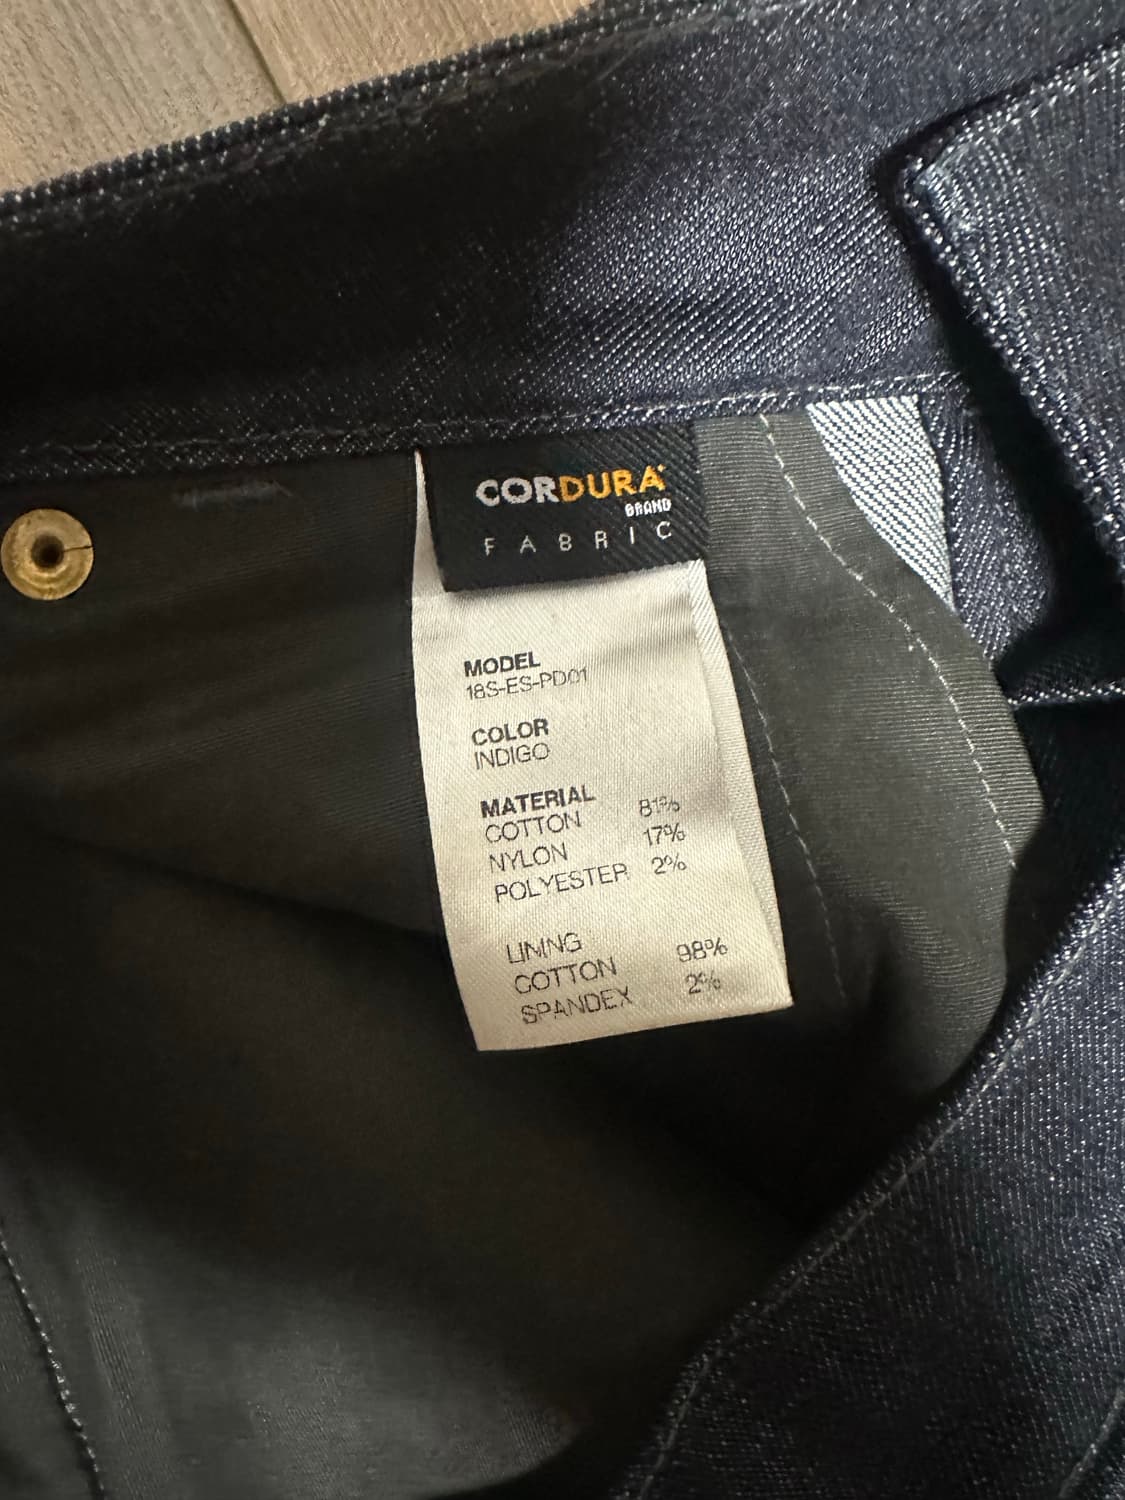 CORDURA
BRAND
FABRIC
MODEL
18S-ES-PD01
COLOR
INDIGO
MATERIAL
COTTON 81%
NYLON 17%
POLYESTER 2%
LINING
COTTON 98%
SPANDEX 2%